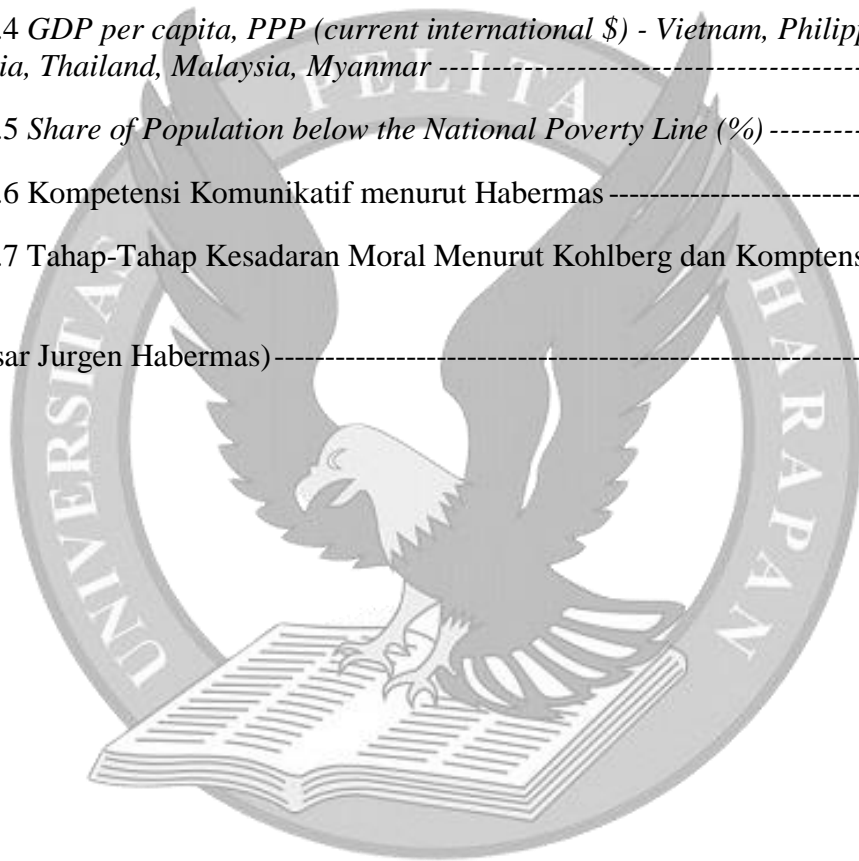 .4 GDP per capita, PPP (current international $) - Vietnam, Philipp
ia, Thailand, Malaysia, Myanmar ------------------------------------------
.5 Share of Population below the National Poverty Line (%) ---------
.6 Kompetensi Komunikatif menurut Habermas ---------------------------
.7 Tahap-Tahap Kesadaran Moral Menurut Kohlberg dan Komptens
sar Jurgen Habermas) ----------------------------------------------------------
UNIVERSITAS PELITA HARAPAN